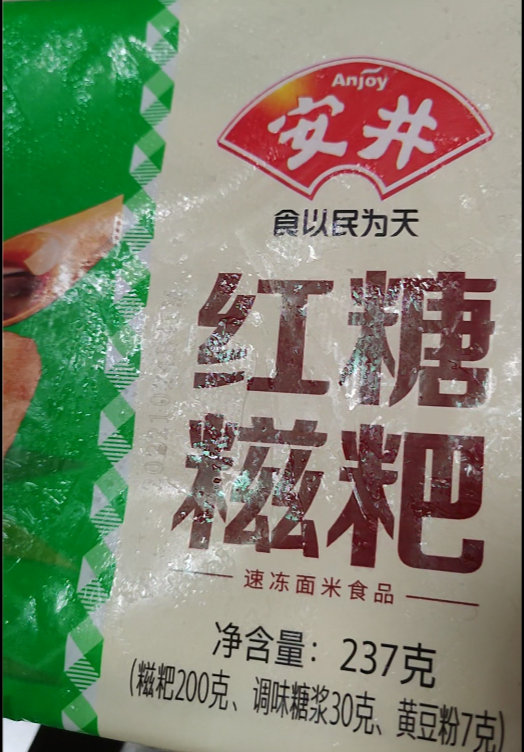 Anjoy
安井
食以民为天
红糖
糍粑
速冻面米食品
净含量：237克
(糍粑200克、调味糖浆30克、黄豆粉7克)